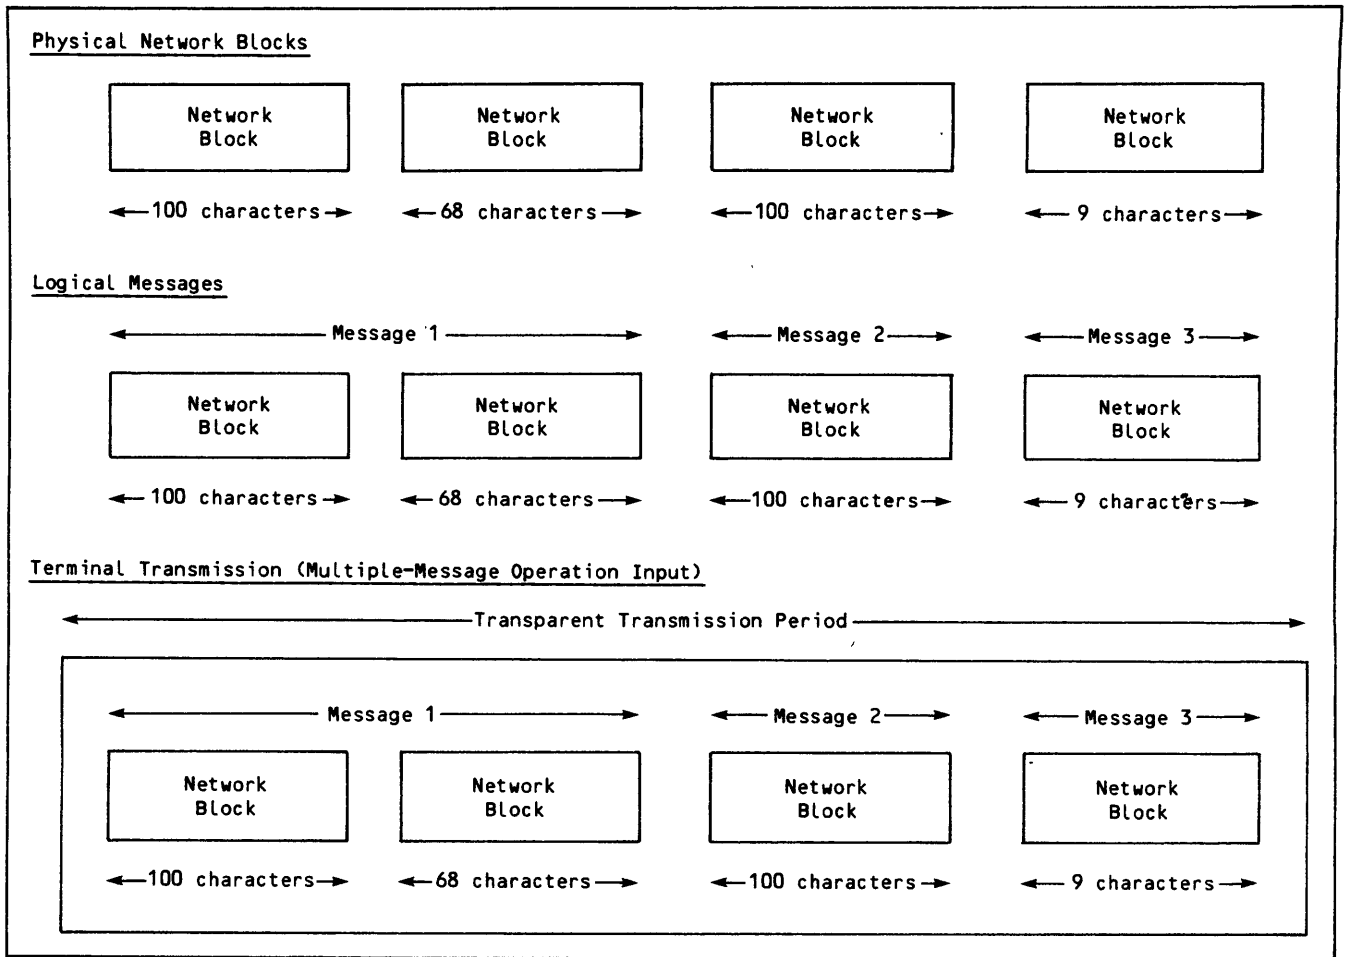 Physical Network Blocks
Network Network Network Network
Block Block Block Block
100 characters 68 characters 100 characters 9 characters
Logical Messages
Message 1 Message 2 Message 3
Network Network Network Network
Block Block Block Block
100 characters 68 characters 100 characters 9 characters
Terminal Transmission (Multiple-Message Operation Input)
Transparent Transmission Period
Message 1 Message 2 Message 3
Network Network Network Network
Block Block Block Block
100 characters 68 characters 100 characters 9 characters